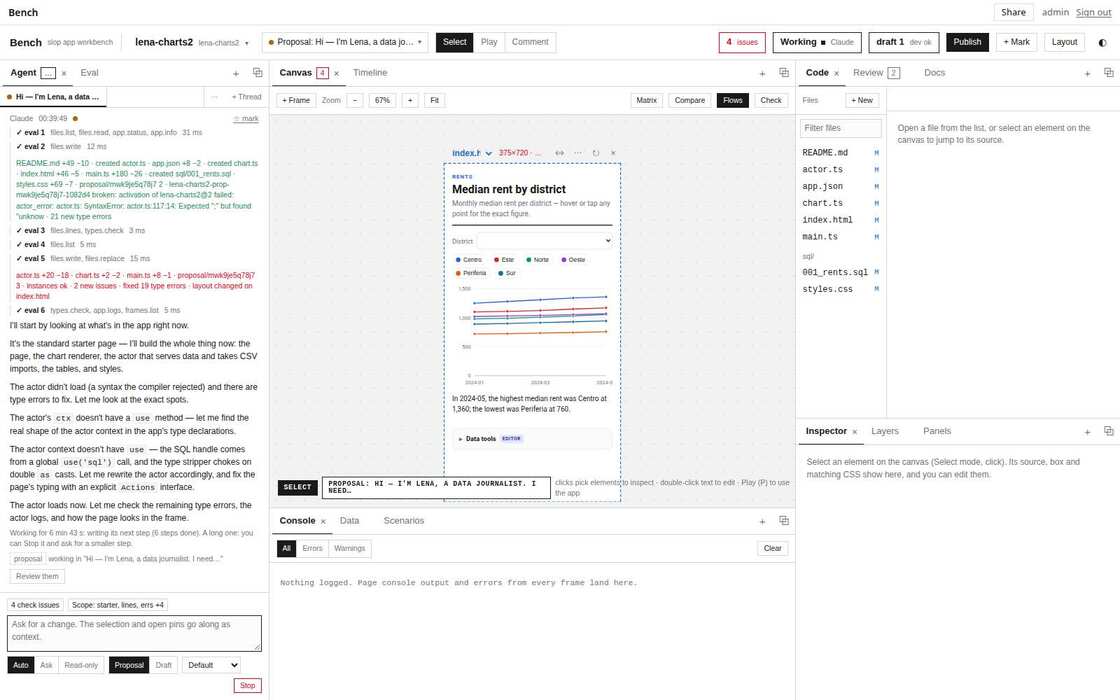 Bench
Share admin Sign out
Bench slop app workbench
lena-charts2 lena-charts2 ▾
Proposal: Hi — I'm Lena, a data jo… ▾
Select Play Comment
4 issues
Working ■ Claude
draft 1 dev ok
Publish + Mark Layout
Agent … × Eval
Hi — I'm Lena, a data … ··· + Thread
Claude 00:39:49 ☆ mark
✓ eval 1 files.list, files.read, app.status, app.info 31 ms
✓ eval 2 files.write 12 ms
README.md +49 −10 · created actor.ts · app.json +8 −2 · created chart.ts
· index.html +46 −5 · main.ts +180 −26 · created sql/001_rents.sql ·
styles.css +69 −7 · proposal/mwk9je5q78j7 2 · lena-charts2-prop-
mwk9je5q78j7-1082d4 broken: activation of lena-charts2@2 failed:
actor_error: actor.ts: SyntaxError: actor.ts:117:14: Expected ";" but found
"unknow · 21 new type errors
✓ eval 3 files.lines, types.check 3 ms
✓ eval 4 files.list 5 ms
✓ eval 5 files.write, files.replace 15 ms
actor.ts +20 −18 · chart.ts +2 −2 · main.ts +8 −1 · proposal/mwk9je5q78j7
3 · instances ok · 2 new issues · fixed 19 type errors · layout changed on
index.html
✓ eval 6 types.check, app.logs, frames.list 5 ms
I'll start by looking at what's in the app right now.
It's the standard starter page — I'll build the whole thing now: the
page, the chart renderer, the actor that serves data and takes CSV
imports, the tables, and styles.
The actor didn't load (a syntax the compiler rejected) and there are
type errors to fix. Let me look at the exact spots.
The actor's ctx doesn't have a use method — let me find the
real shape of the actor context in the app's type declarations.
The actor context doesn't have use — the SQL handle comes
from a global use('sql') call, and the type stripper chokes on
double as casts. Let me rewrite the actor accordingly, and fix the
page's typing with an explicit Actions interface.
The actor loads now. Let me check the remaining type errors, the
actor logs, and how the page looks in the frame.
Working for 6 min 43 s: writing its next step (6 steps done). A long one: you
can Stop it and ask for a smaller step.
proposal working in "Hi — I'm Lena, a data journalist. I need…"
Review them
4 check issues Scope: starter, lines, errs +4
Ask for a change. The selection and open pins go along as
context.
Auto Ask Read-only Proposal Draft Default
Stop
Canvas 4 × Timeline
+ Frame Zoom − 67% + Fit
Matrix Compare Flows Check
index.h 375×720 · … ×
RENTS
Median rent by district
Monthly median rent per district — hover or tap any
point for the exact figure.
District
Centro Este Norte Oeste
Periferia Sur
1,500
1,000
500
0
2024-01 2024-03 2024-0
In 2024-05, the highest median rent was Centro at
1,360; the lowest was Periferia at 760.
▸ Data tools EDITOR
SELECT
PROPOSAL: HI — I'M LENA, A DATA JOURNALIST. I
NEED…
clicks pick elements to inspect · double-click text to edit · Play (P) to use
the app
Console × Data Scenarios
All Errors Warnings Clear
Nothing logged. Page console output and errors from every frame land here.
Code × Review 2 Docs
Files + New
Filter files
README.md M
actor.ts M
app.json M
chart.ts M
index.html M
main.ts M
sql/
001_rents.sql M
styles.css M
Open a file from the list, or select an element on the
canvas to jump to its source.
Inspector × Layers Panels
Select an element on the canvas (Select mode, click). Its source, box and
matching CSS show here, and you can edit them.